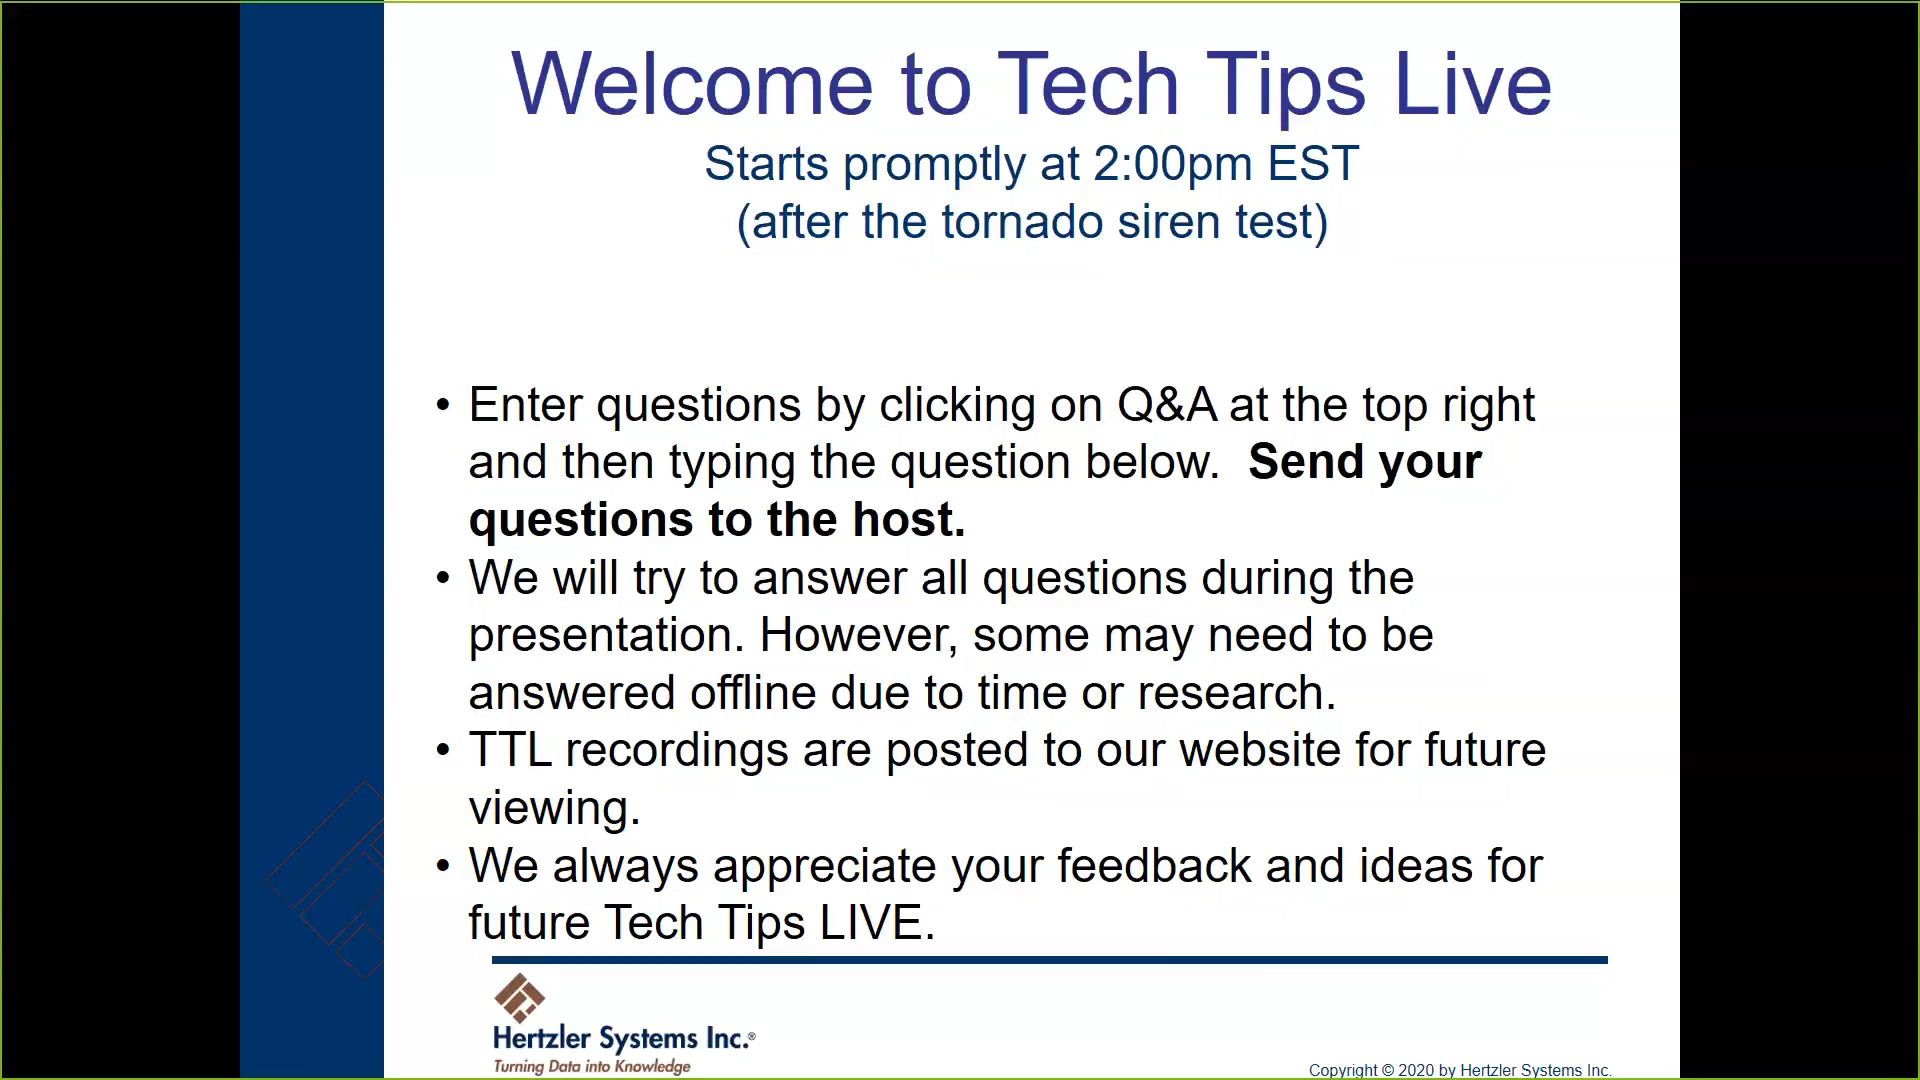 Welcome to Tech Tips Live
Starts promptly at 2:00pm EST
(after the tornado siren test)
• Enter questions by clicking on Q&A at the top right
and then typing the question below.  Send your
questions to the host.
• We will try to answer all questions during the
presentation. However, some may need to be
answered offline due to time or research.
• TTL recordings are posted to our website for future
viewing.
• We always appreciate your feedback and ideas for
future Tech Tips LIVE.
Hertzler Systems Inc.®
Turning Data into Knowledge
Copyright © 2020 by Hertzler Systems Inc.